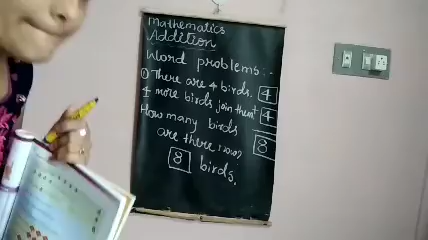 Mathematics
Addition
Word problems:-
① There are 4 birds. 4
4 more birds join them 4
How many birds 8
are there now?
8 birds.